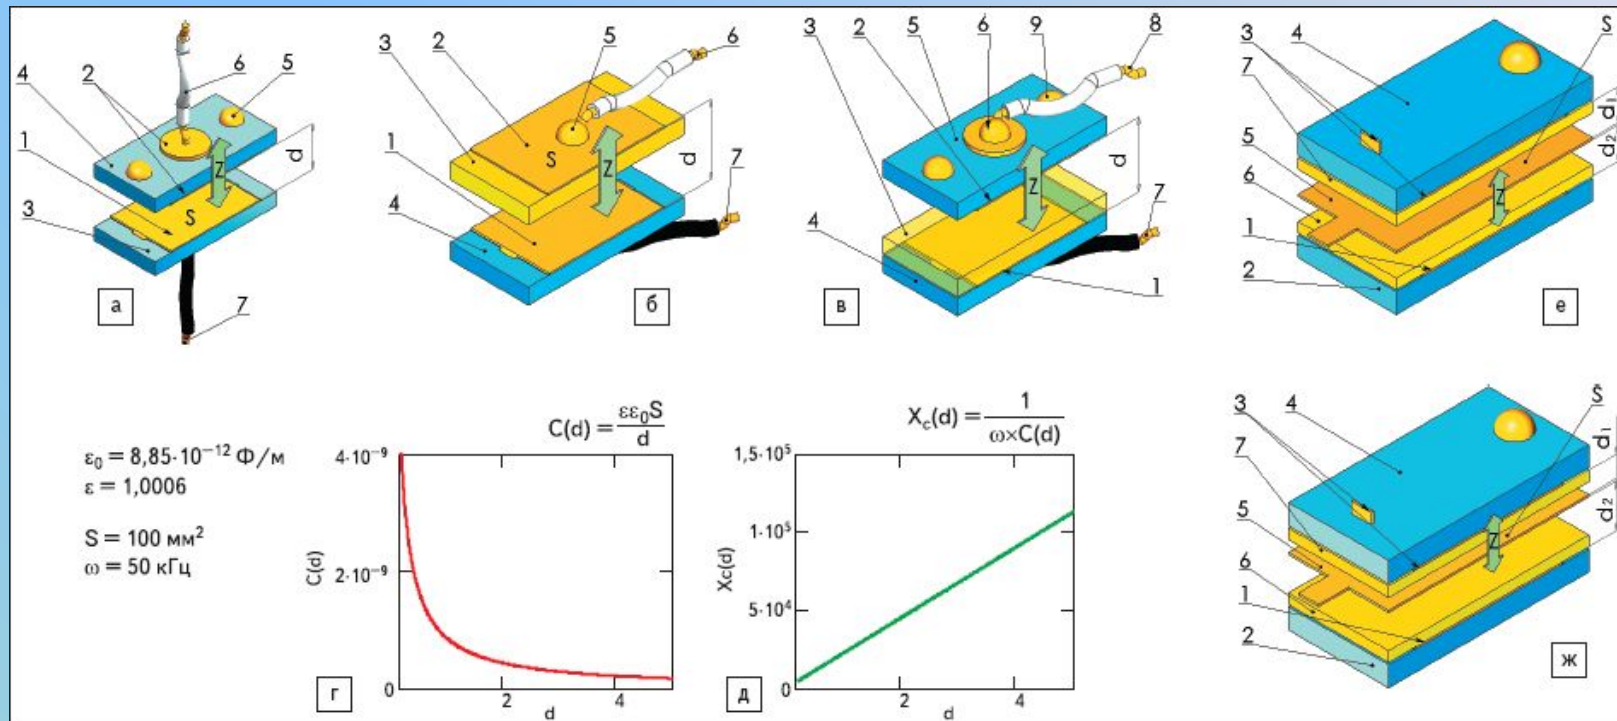 1
2
3
4
5
6
7
S
Z
d
а
1
2
3
4
5
6
7
S
Z
d
б
1
2
3
4
5
6
7
8
9
Z
d
в
1
2
3
4
5
6
7
S
Z
d₁
d₂
е
ε₀ = 8,85·10⁻¹² Ф/м
ε = 1,0006
S = 100 мм²
ω = 50 кГц
C(d) = εε₀S / d
4·10⁻⁹
2·10⁻⁹
0
C(d)
2
4
d
г
Xc(d) = 1 / ω×C(d)
1,5·10⁵
1·10⁵
5·10⁴
0
Xc(d)
2
4
d
д
1
2
3
4
5
6
7
S
Z
d₁
d₂
ж